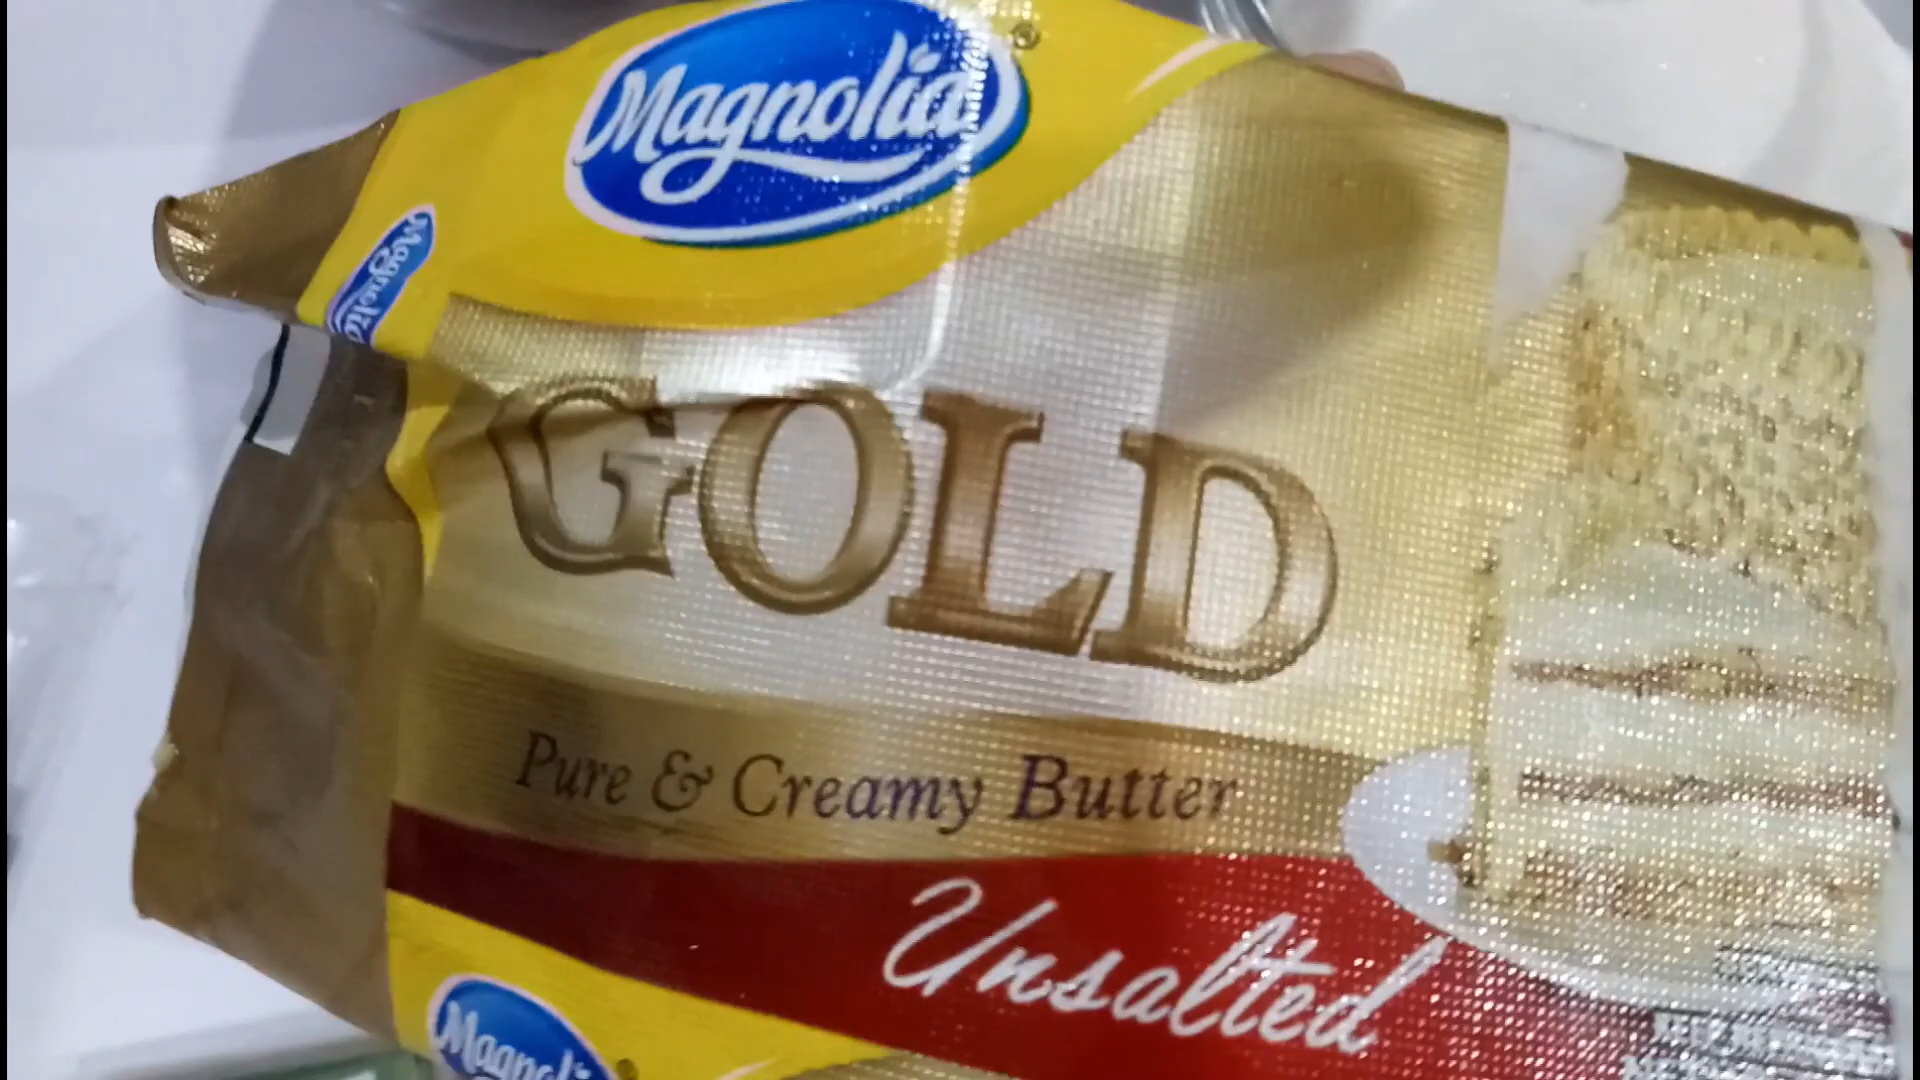 Magnolia
Magnolia
GOLD
Pure & Creamy Butter
Unsalted
Magnolia